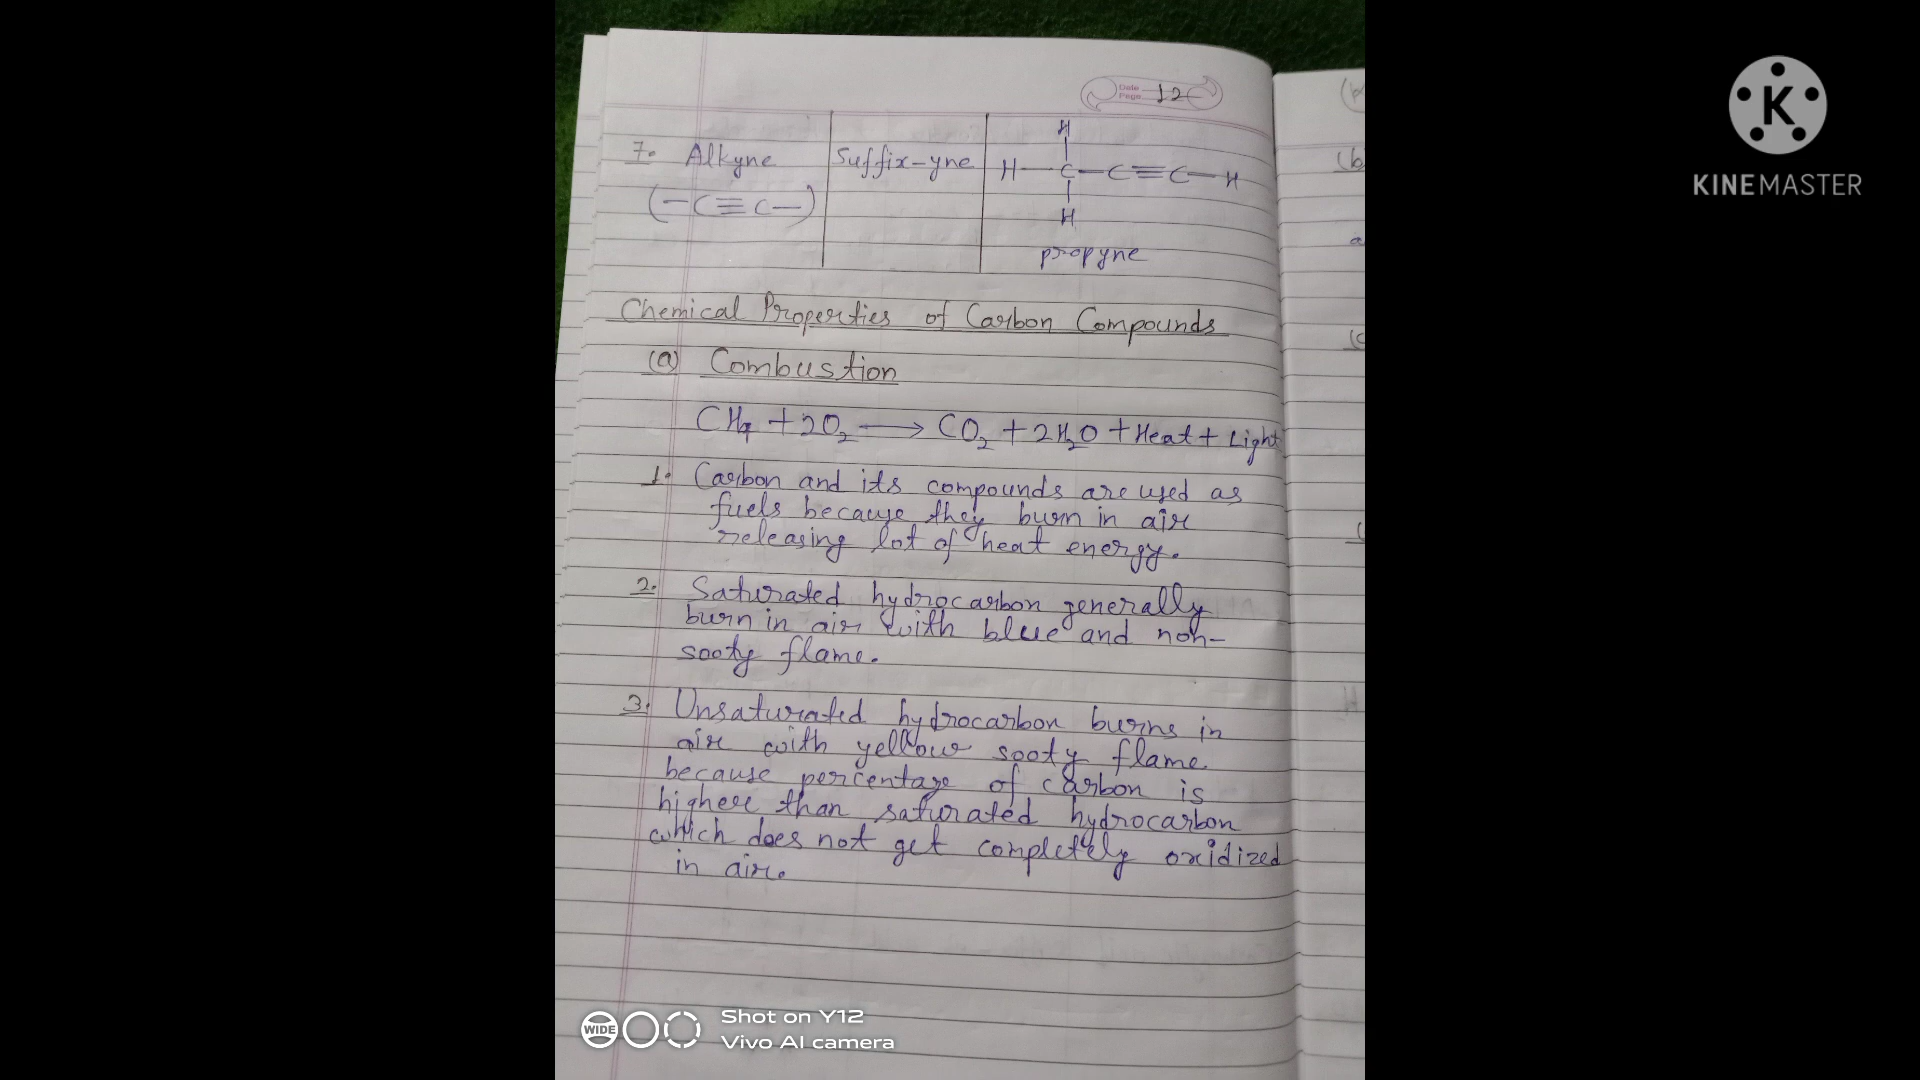 Date
Page 12
7. Alkyne
(—C≡C—)
Suffix-yne
H
H—C—C≡C—H
H
propyne
Chemical Properties of Carbon Compounds
(a) Combustion
CH4 + 2O2 → CO2 + 2H2O + Heat + Light
1. Carbon and its compounds are used as
fuels because they burn in air
releasing lot of heat energy.
2. Saturated hydrocarbon generally
burn in air with blue and non-
sooty flame.
3. Unsaturated hydrocarbon burns in
air with yellow sooty flame
because percentage of carbon is
higher than saturated hydrocarbon
which does not get completely oxidized
in air.
(b
K
KINEMASTER
WIDE
Shot on Y12
Vivo AI camera